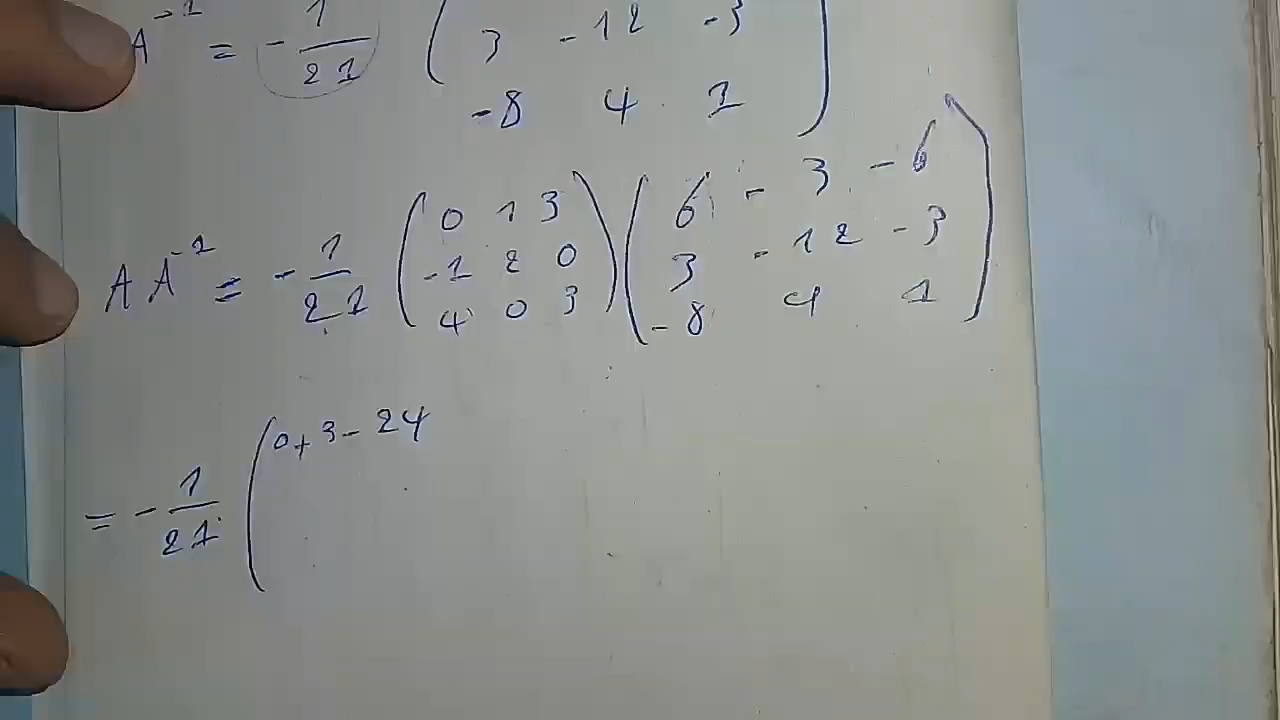 A⁻¹ = - 1/21 ( 3 -12 -3
-8 4 1 )
A A⁻¹ = - 1/21 ( 0 1 3 ) ( 6 -3 -6 )
( -1 2 0 ) ( 3 -12 -3 )
( 4 0 3 ) ( -8 4 1 )
= - 1/21 ( 0+3-24